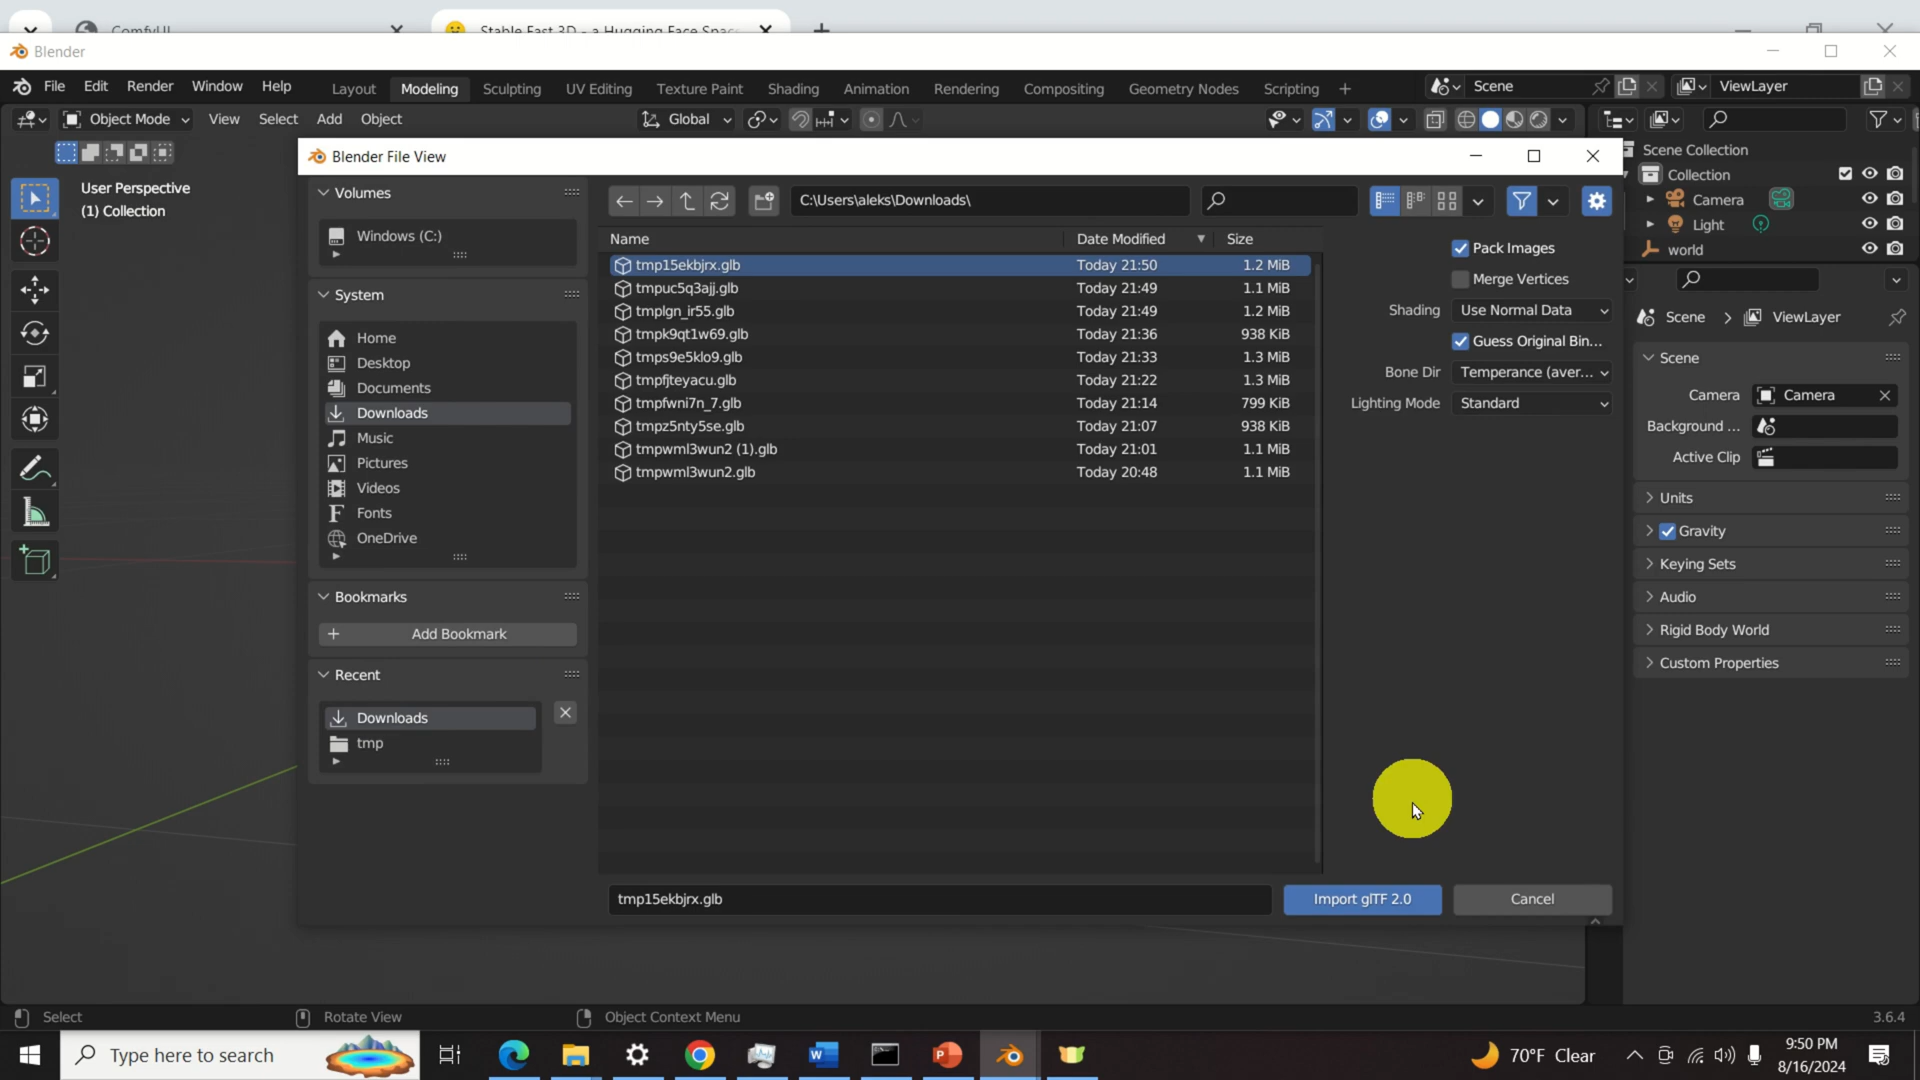 ComfyUI
Stable Fast 3D - a Hugging Face Spac
Blender
File Edit Render Window Help
Layout Modeling Sculpting UV Editing Texture Paint Shading Animation Rendering Compositing Geometry Nodes Scripting +
Scene
ViewLayer
Object Mode View Select Add Object
Global
User Perspective
(1) Collection
Blender File View
Volumes
Windows (C:)
System
Home
Desktop
Documents
Downloads
Music
Pictures
Videos
Fonts
OneDrive
Bookmarks
+ Add Bookmark
Recent
Downloads
tmp
C:\Users\aleks\Downloads\
Name Date Modified Size
tmp15ekbjrx.glb Today 21:50 1.2 MiB
tmpuc5q3ajj.glb Today 21:49 1.1 MiB
tmplgn_ir55.glb Today 21:49 1.2 MiB
tmpk9qt1w69.glb Today 21:36 938 KiB
tmps9e5klo9.glb Today 21:33 1.3 MiB
tmpfjteyacu.glb Today 21:22 1.3 MiB
tmpfwni7n_7.glb Today 21:14 799 KiB
tmpz5nty5se.glb Today 21:07 938 KiB
tmpwml3wun2 (1).glb Today 21:01 1.1 MiB
tmpwml3wun2.glb Today 20:48 1.1 MiB
Pack Images
Merge Vertices
Shading Use Normal Data
Guess Original Bin...
Bone Dir Temperance (aver...
Lighting Mode Standard
tmp15ekbjrx.glb
Import glTF 2.0
Cancel
Scene Collection
Collection
Camera
Light
world
Scene > ViewLayer
Scene
Camera Camera
Background ...
Active Clip
Units
Gravity
Keying Sets
Audio
Rigid Body World
Custom Properties
Select
Rotate View
Object Context Menu
3.6.4
Type here to search
70°F Clear
9:50 PM
8/16/2024